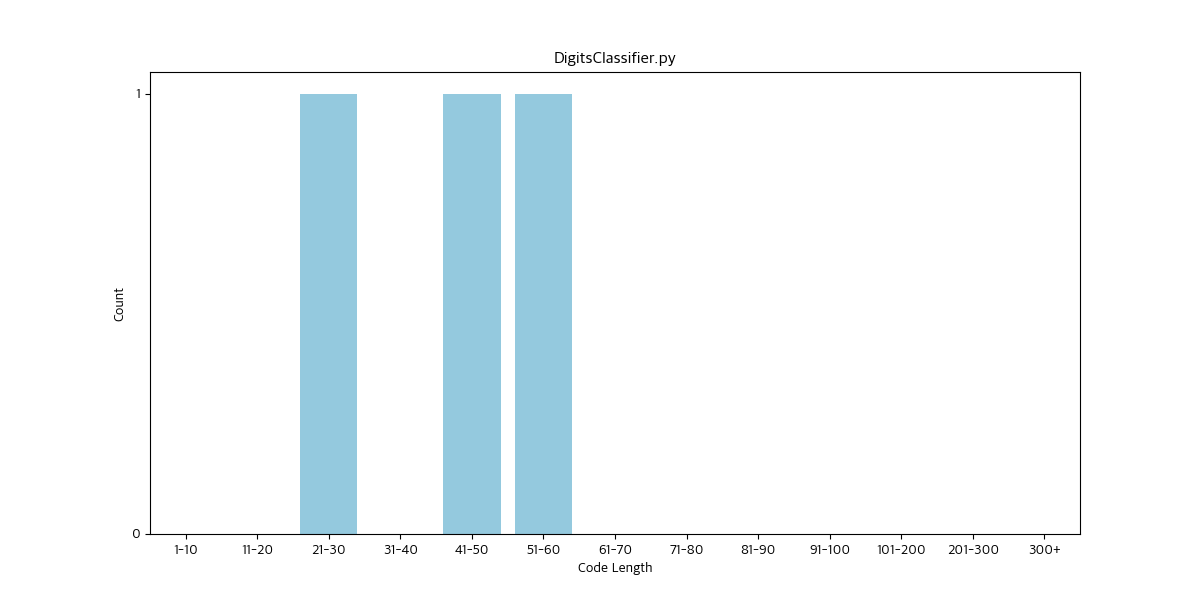 DigitsClassifier.py
1
0
Count
1-10 11-20 21-30 31-40 41-50 51-60 61-70 71-80 81-90 91-100 101-200 201-300 300+
Code Length